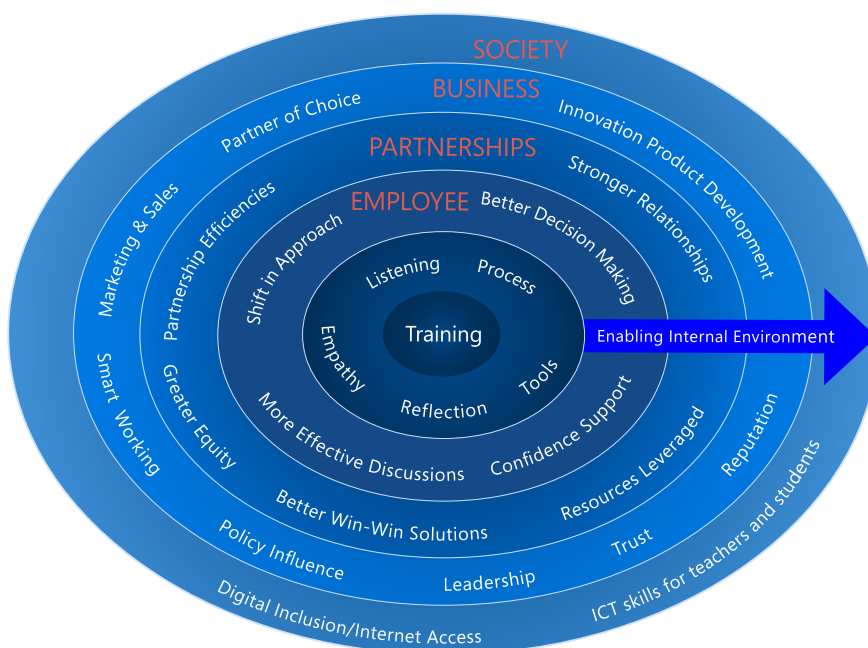 SOCIETY
BUSINESS
Partner of Choice
Innovation Product Development
PARTNERSHIPS
Stronger Relationships
Marketing & Sales
Partnership Efficiencies
EMPLOYEE
Better Decision Making
Shift in Approach
Listening
Process
Training
Enabling Internal Environment
Empathy
Tools
Reflection
Smart Working
Greater Equity
More Effective Discussions
Confidence Support
Resources Leveraged
Reputation
Better Win-Win Solutions
Policy Influence
Leadership
Trust
Digital Inclusion/Internet Access
ICT skills for teachers and students